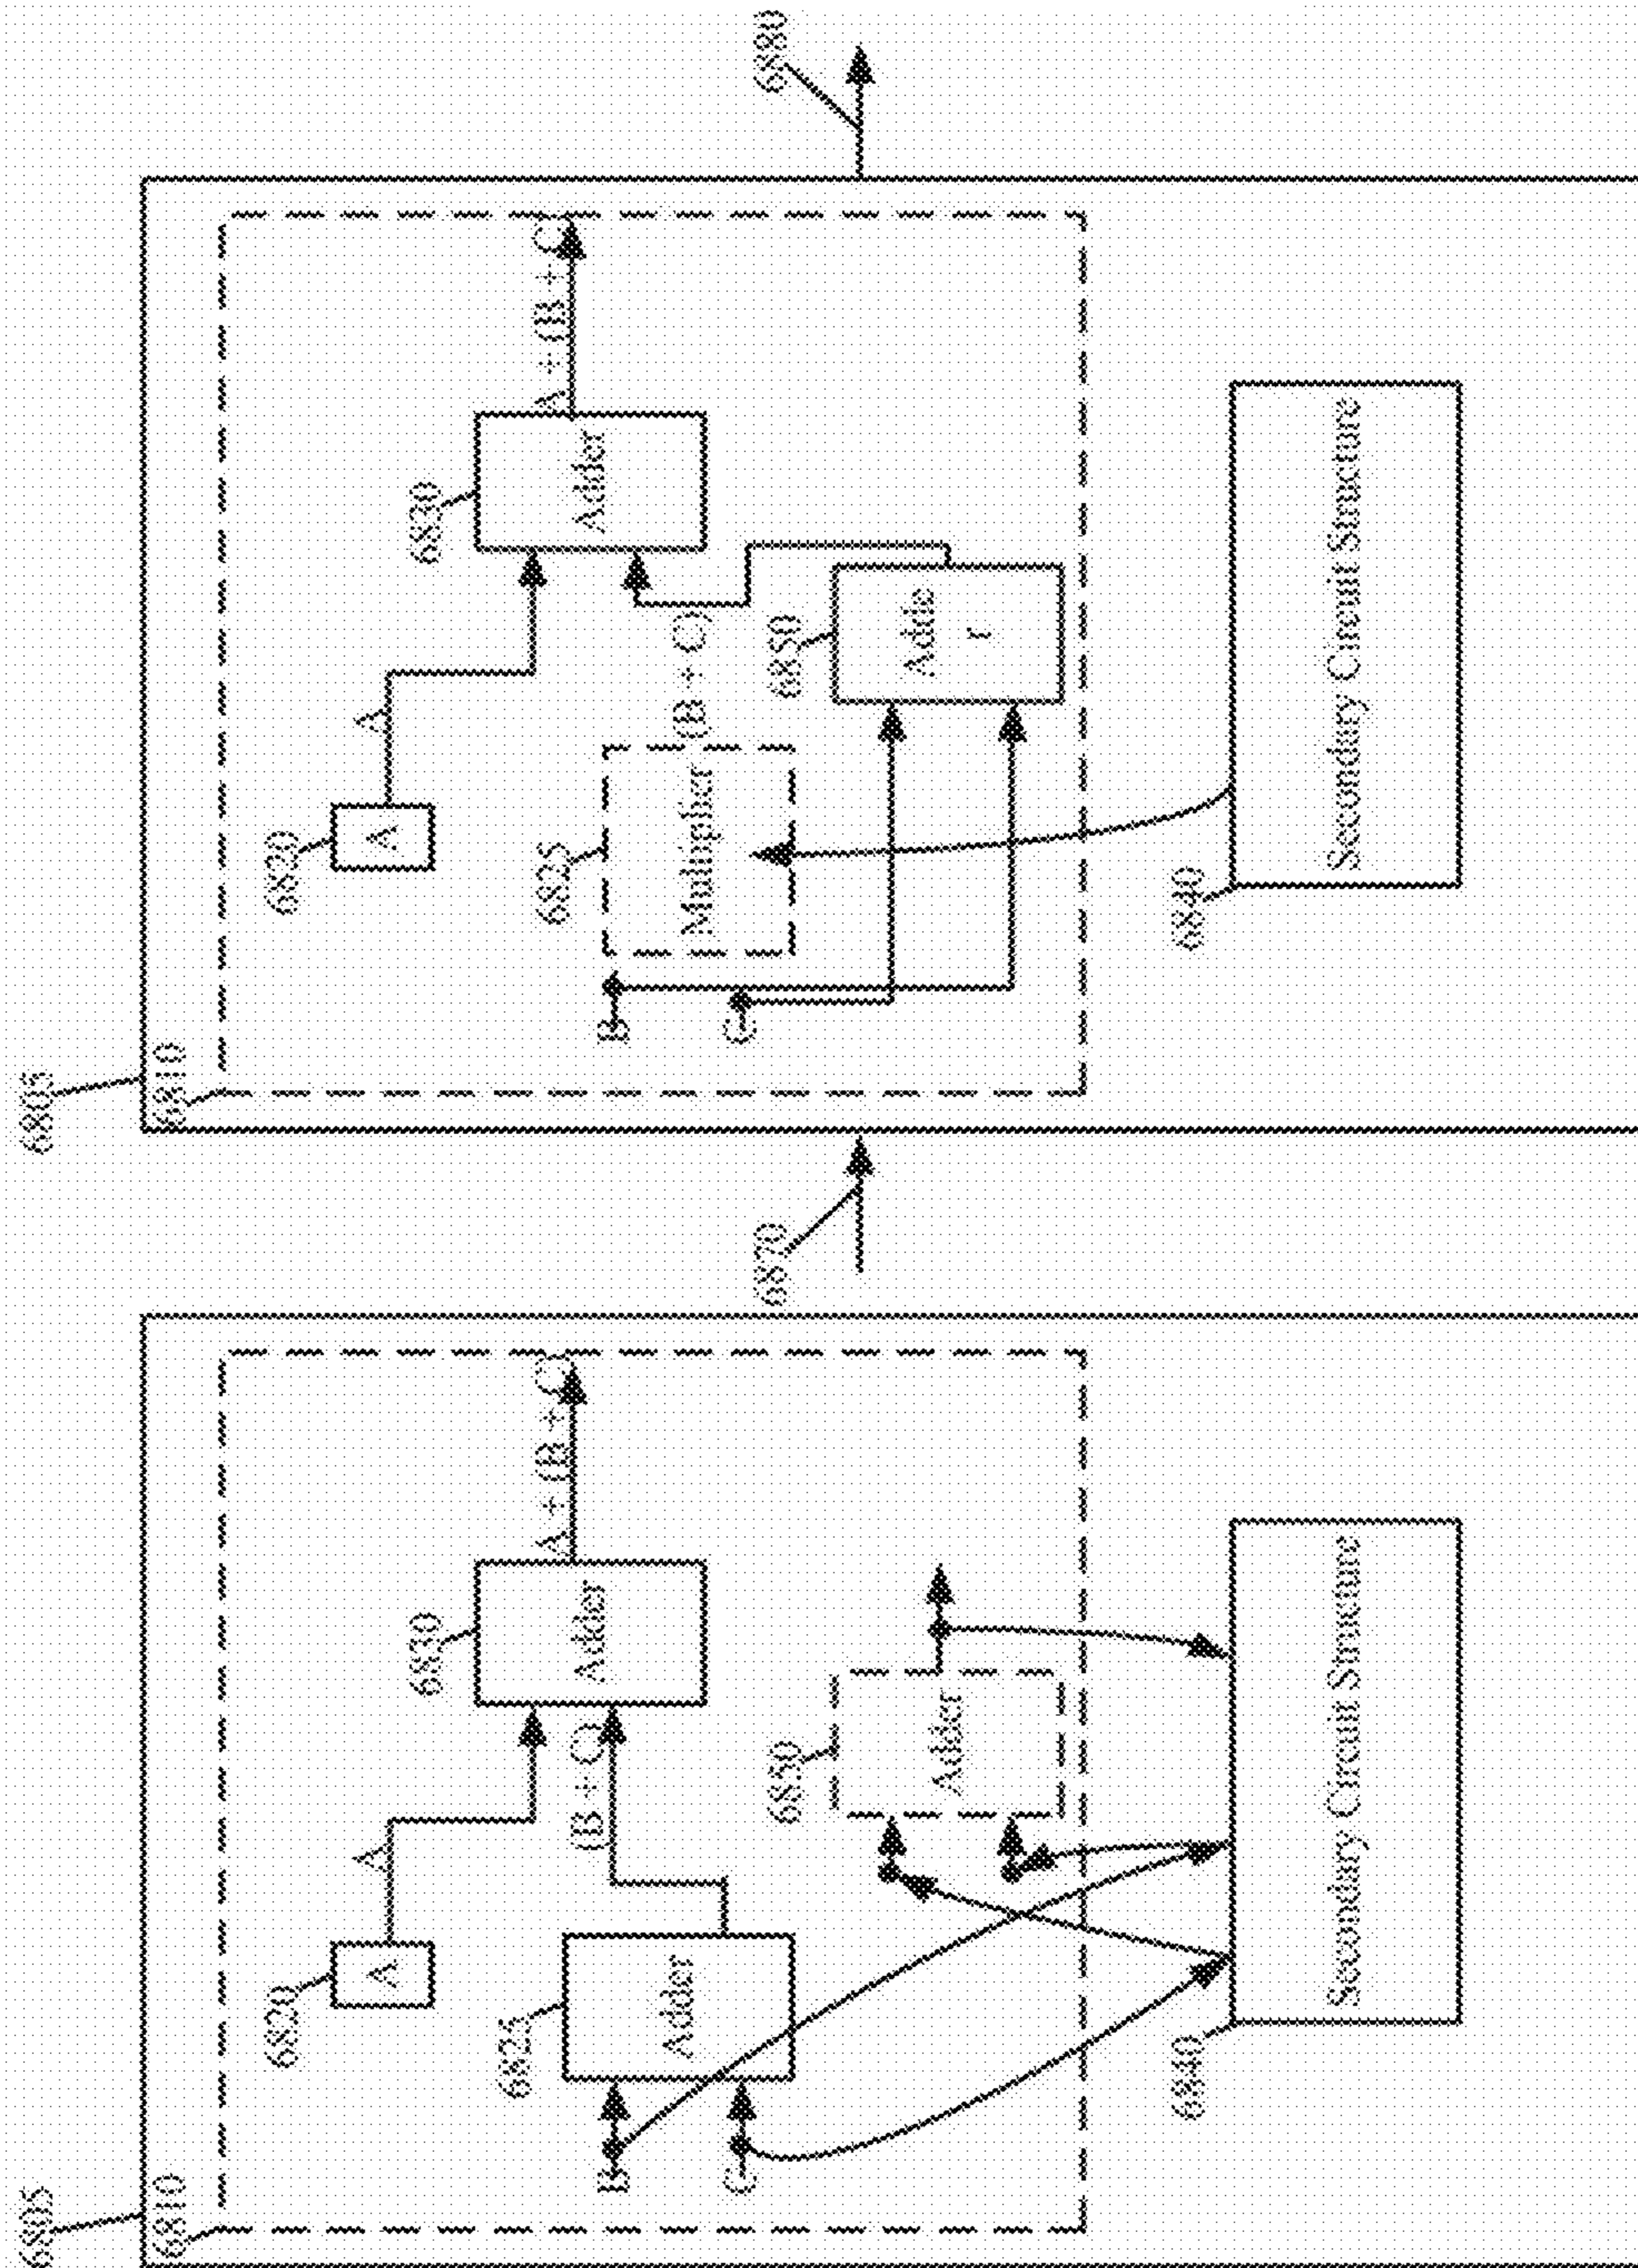 6805
6810
6820
A
A
6825
Adder
B
C
(B + C)
6830
Adder
A + (B + C)
6850
Adder
6840
Secondary Circuit Structure
6870
6805
6810
6820
A
A
6825
Multiplier
B
C
(B + C)
6830
Adder
A + (B + C)
6850
Adde
r
6840
Secondary Circuit Structure
6880